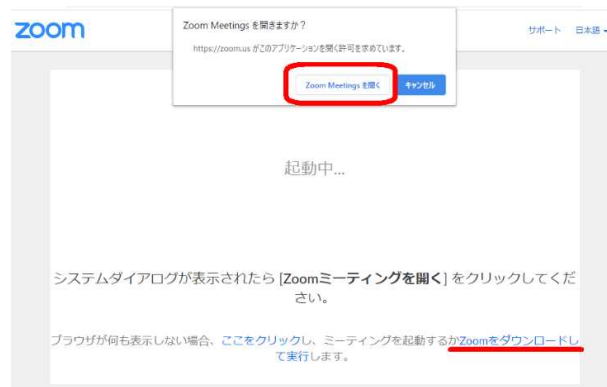 zoom
サポート 日本語
Zoom Meetings を開きますか？
https://zoom.us がこのアプリケーションを開く許可を求めています。
Zoom Meetings を開く キャンセル
起動中...
システムダイアログが表示されたら [Zoomミーティングを開く] をクリックしてくだ
さい。
ブラウザが何も表示しない場合、ここをクリックし、ミーティングを起動するかZoomをダウンロードし
て実行します。